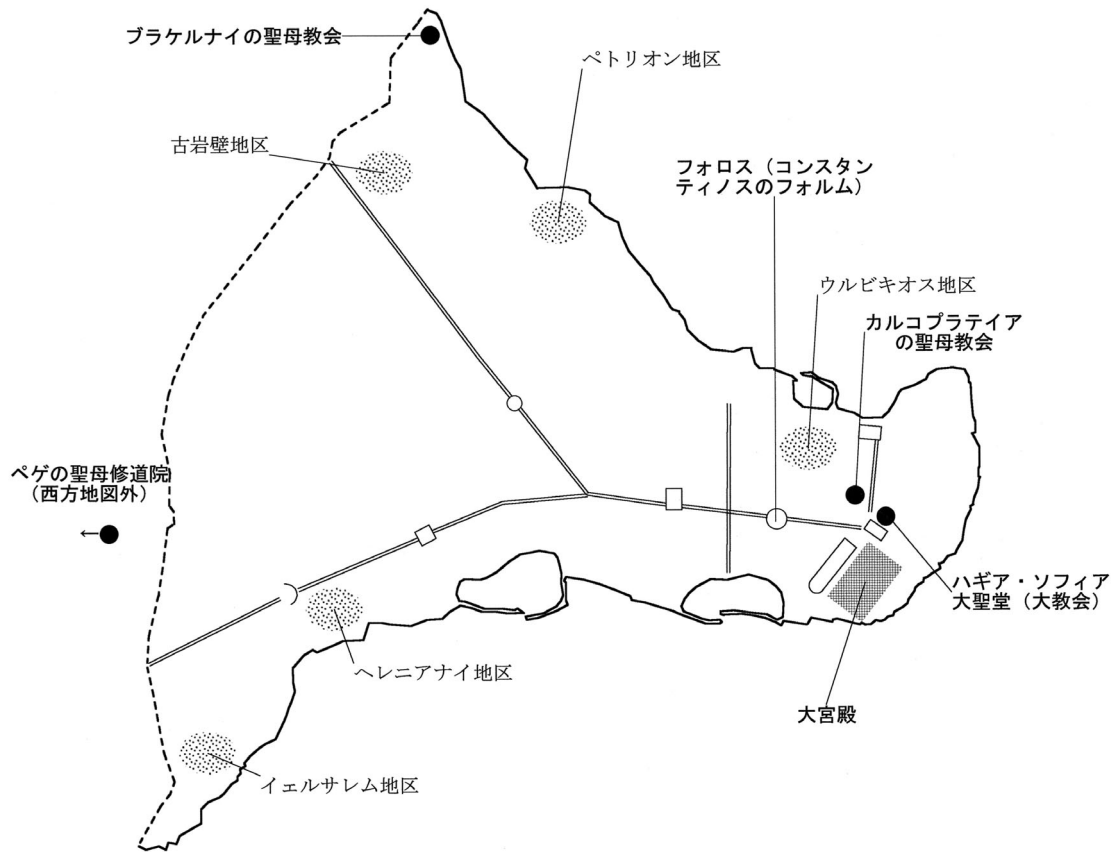 ブラケルナイの聖母教会
ペトリオン地区
古岩壁地区
フォロス（コンスタン
ティノスのフォルム）
ウルビキオス地区
カルコプラテイア
の聖母教会
ペゲの聖母修道院
（西方地図外）
←
ハギア・ソフィア
大聖堂（大教会）
ヘレニアナイ地区
大宮殿
イェルサレム地区